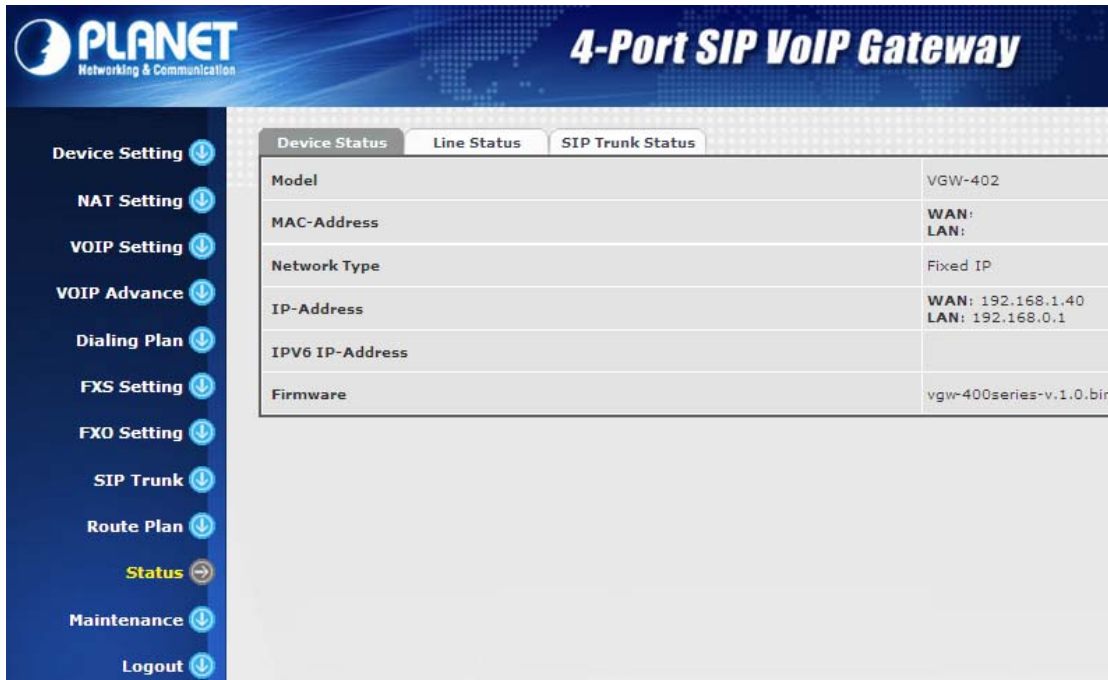 PLANET
Networking & Communication
4-Port SIP VoIP Gateway
Device Setting
NAT Setting
VOIP Setting
VOIP Advance
Dialing Plan
FXS Setting
FXO Setting
SIP Trunk
Route Plan
Status
Maintenance
Logout
Device Status Line Status SIP Trunk Status
Model VGW-402
MAC-Address WAN:
LAN:
Network Type Fixed IP
IP-Address WAN: 192.168.1.40
LAN: 192.168.0.1
IPV6 IP-Address
Firmware vgw-400series-v.1.0.bin